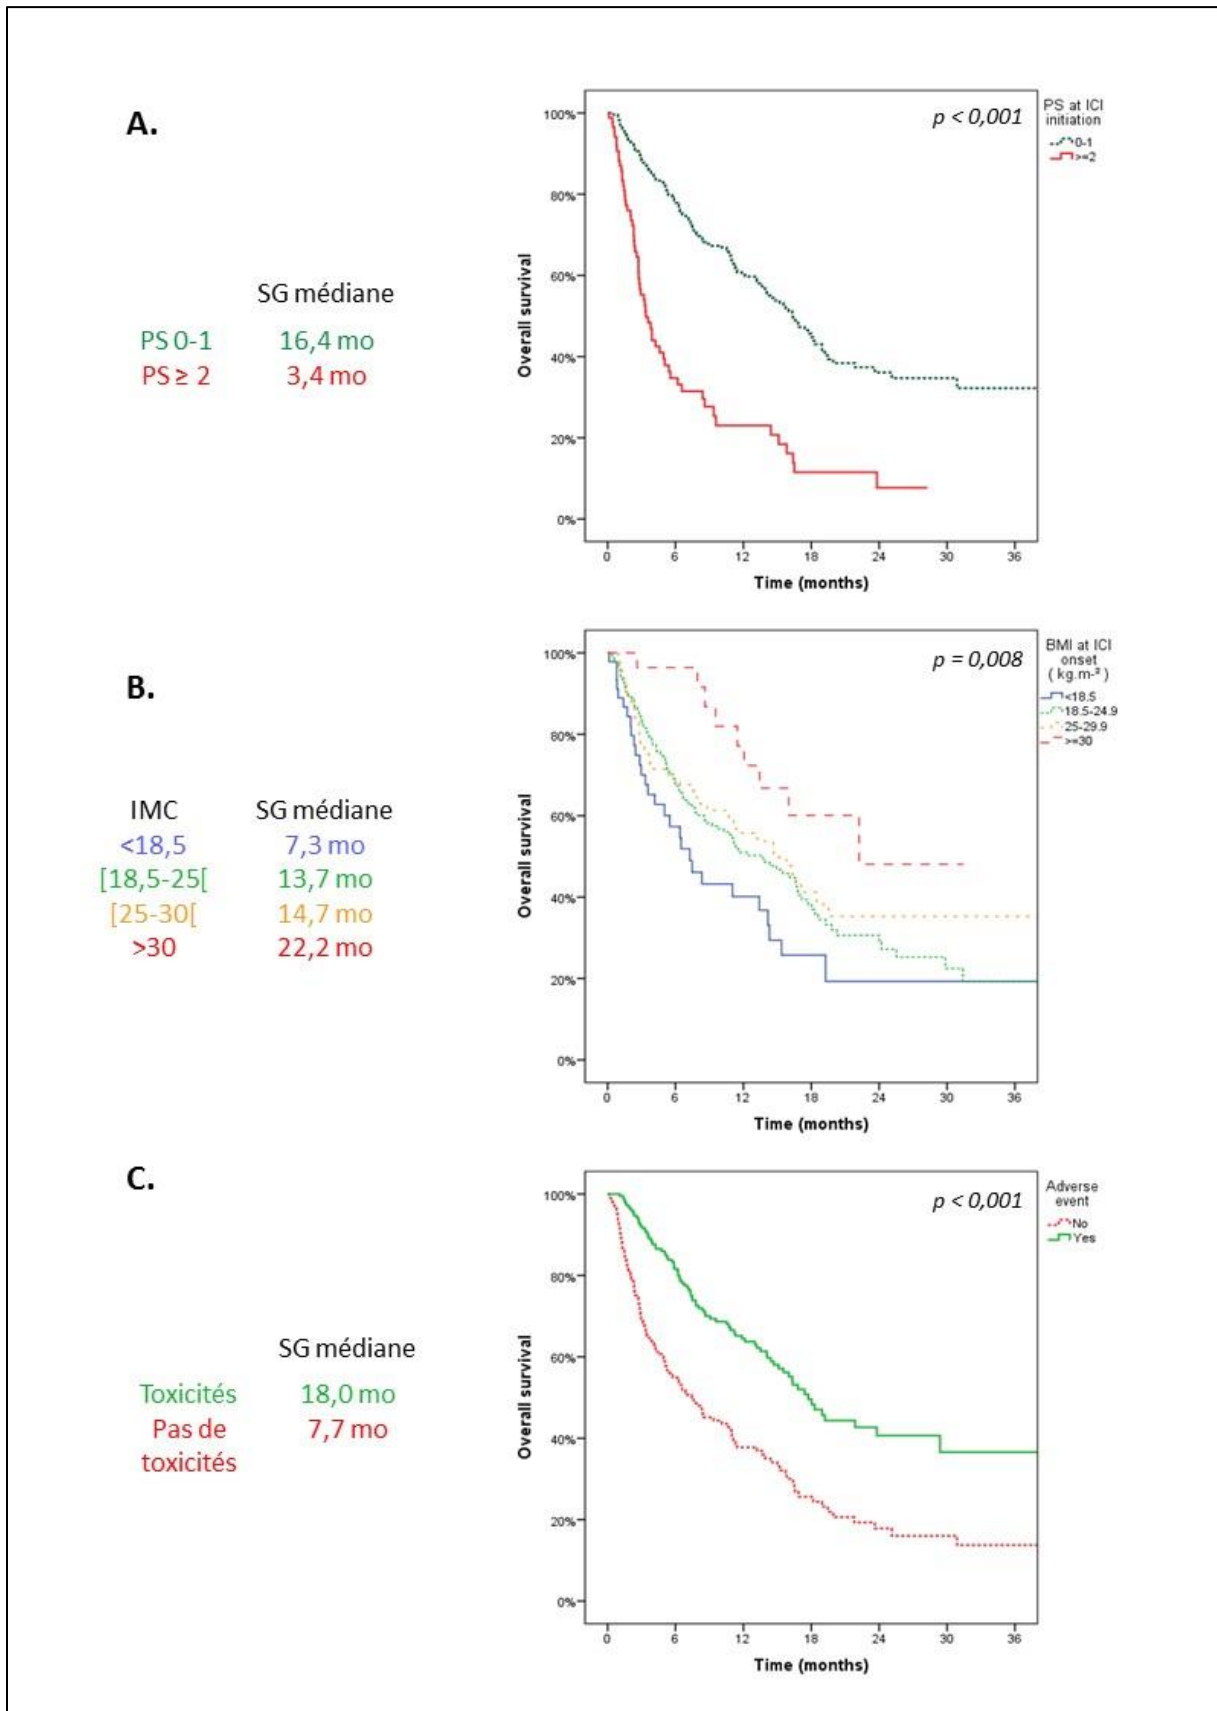 A.
SG médiane
PS 0-1 16,4 mo
PS ≥ 2 3,4 mo
Overall survival
100%
80%
60%
40%
20%
0%
p < 0,001
0 6 12 18 24 30 36
Time (months)
PS at ICI
initiation
0-1
>=2
B.
IMC SG médiane
<18,5 7,3 mo
[18,5-25[ 13,7 mo
[25-30[ 14,7 mo
>30 22,2 mo
Overall survival
100%
80%
60%
40%
20%
0%
p = 0,008
0 6 12 18 24 30 36
Time (months)
BMI at ICI
onset
( kg.m-² )
<18.5
18.5-24.9
25-29.9
>=30
C.
SG médiane
Toxicités 18,0 mo
Pas de 7,7 mo
toxicités
Overall survival
100%
80%
60%
40%
20%
0%
p < 0,001
0 6 12 18 24 30 36
Time (months)
Adverse
event
No
Yes